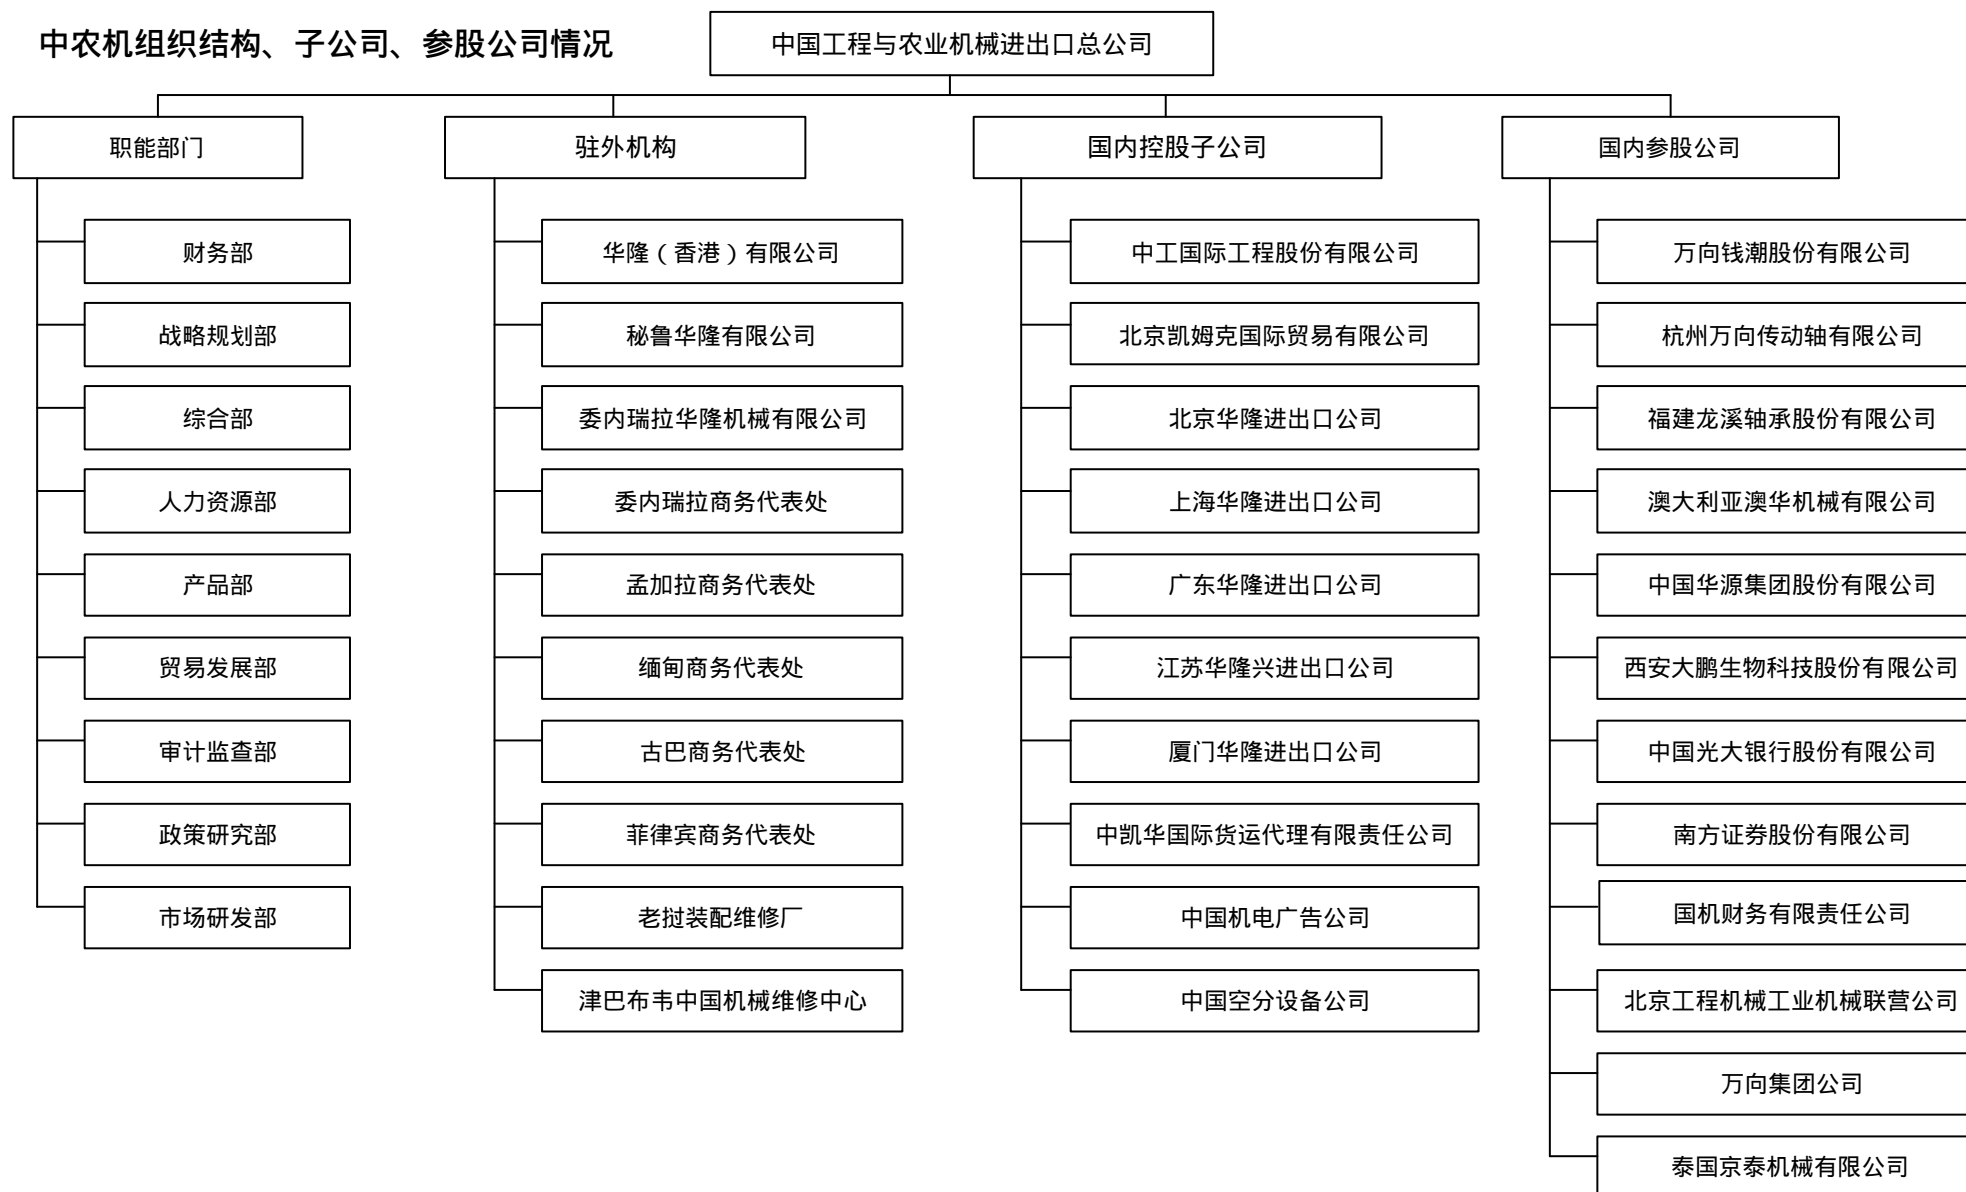 中农机组织结构、子公司、参股公司情况
中国工程与农业机械进出口总公司
职能部门
财务部
战略规划部
综合部
人力资源部
产品部
贸易发展部
审计监查部
政策研究部
市场研发部
驻外机构
华隆（香港）有限公司
秘鲁华隆有限公司
委内瑞拉华隆机械有限公司
委内瑞拉商务代表处
孟加拉商务代表处
缅甸商务代表处
古巴商务代表处
菲律宾商务代表处
老挝装配维修厂
津巴布韦中国机械维修中心
国内控股子公司
中工国际工程股份有限公司
北京凯姆克国际贸易有限公司
北京华隆进出口公司
上海华隆进出口公司
广东华隆进出口公司
江苏华隆兴进出口公司
厦门华隆进出口公司
中凯华国际货运代理有限责任公司
中国机电广告公司
中国空分设备公司
国内参股公司
万向钱潮股份有限公司
杭州万向传动轴有限公司
福建龙溪轴承股份有限公司
澳大利亚澳华机械有限公司
中国华源集团股份有限公司
西安大鹏生物科技股份有限公司
中国光大银行股份有限公司
南方证券股份有限公司
国机财务有限责任公司
北京工程机械工业机械联营公司
万向集团公司
泰国京泰机械有限公司